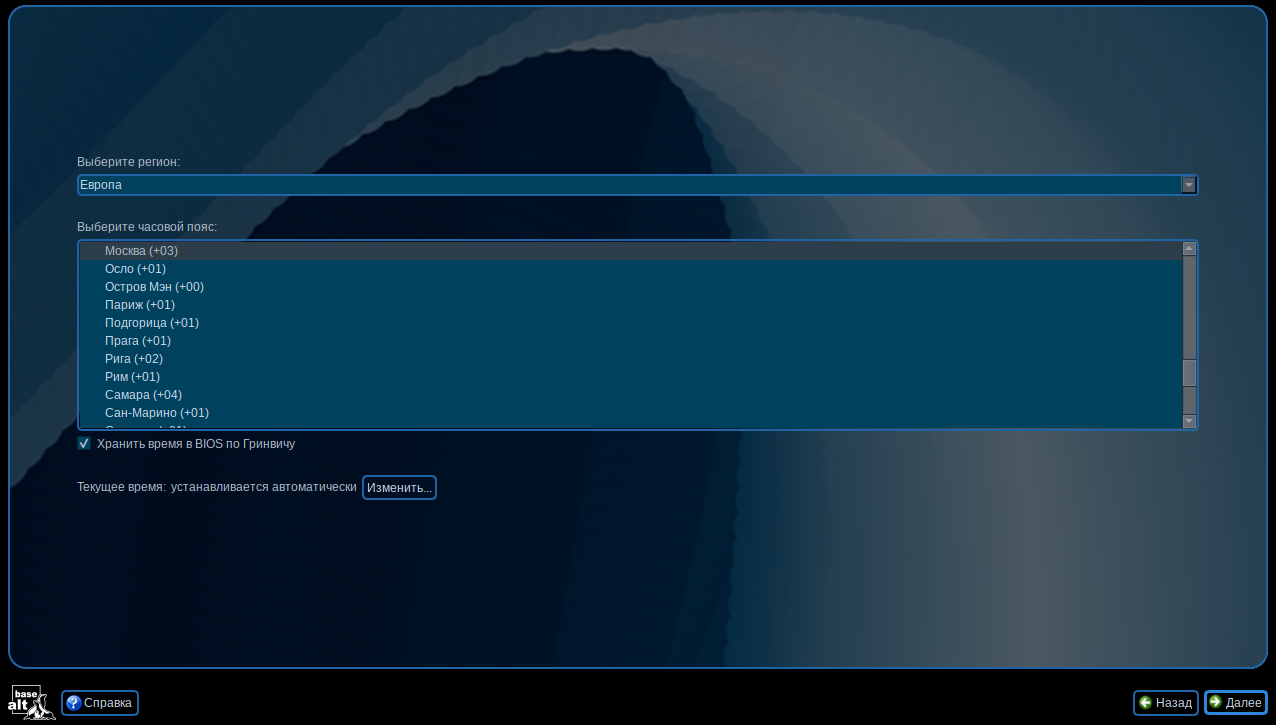 Выберите регион:
Европа
Выберите часовой пояс:
Москва (+03)
Осло (+01)
Остров Мэн (+00)
Париж (+01)
Подгорица (+01)
Прага (+01)
Рига (+02)
Рим (+01)
Самара (+04)
Сан-Марино (+01)
Хранить время в BIOS по Гринвичу
Текущее время: устанавливается автоматически Изменить...
base
alt
Справка
Назад
Далее